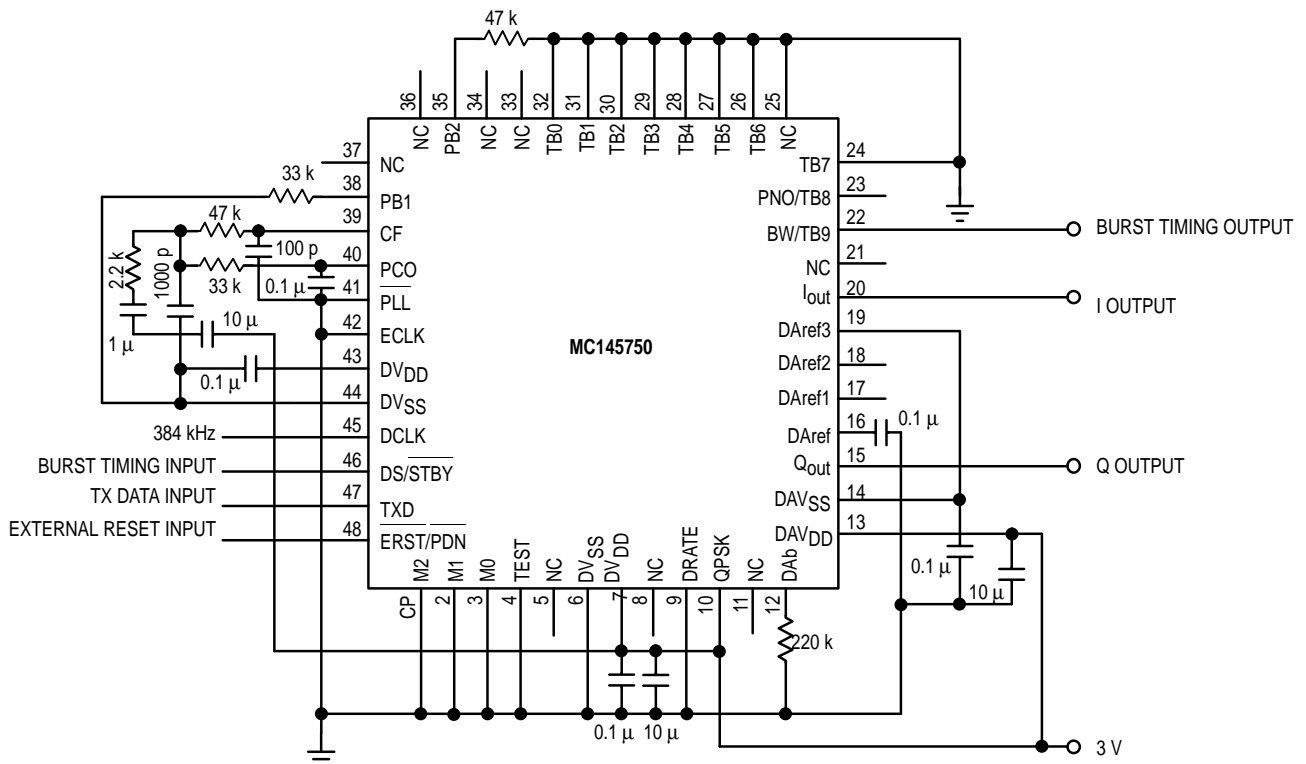 47 k
36
35
34
33
32
31
30
29
28
27
26
25
NC
PB2
NC
NC
TB0
TB1
TB2
TB3
TB4
TB5
TB6
NC
37
NC
33 k
38
PB1
47 k
39
CF
100 p
40
PCO
2.2 k
1000 p
33 k
0.1 μ
41
PLL
1 μ
10 μ
42
ECLK
43
DVDD
0.1 μ
44
DVSS
384 kHz
45
DCLK
BURST TIMING INPUT
46
DS/STBY
TX DATA INPUT
47
TXD
EXTERNAL RESET INPUT
48
ERST/PDN
MC145750
24
TB7
23
PNO/TB8
22
BW/TB9
BURST TIMING OUTPUT
21
NC
20
Iout
I OUTPUT
19
DAref3
18
DAref2
17
DAref1
16
DAref
0.1 μ
15
Qout
Q OUTPUT
14
DAVSS
13
DAVDD
0.1 μ
10 μ
M2
M1
M0
TEST
NC
DVSS
DVDD
NC
DRATE
QPSK
NC
DAb
CP
2
3
4
5
6
7
8
9
10
11
12
220 k
0.1 μ
10 μ
3 V